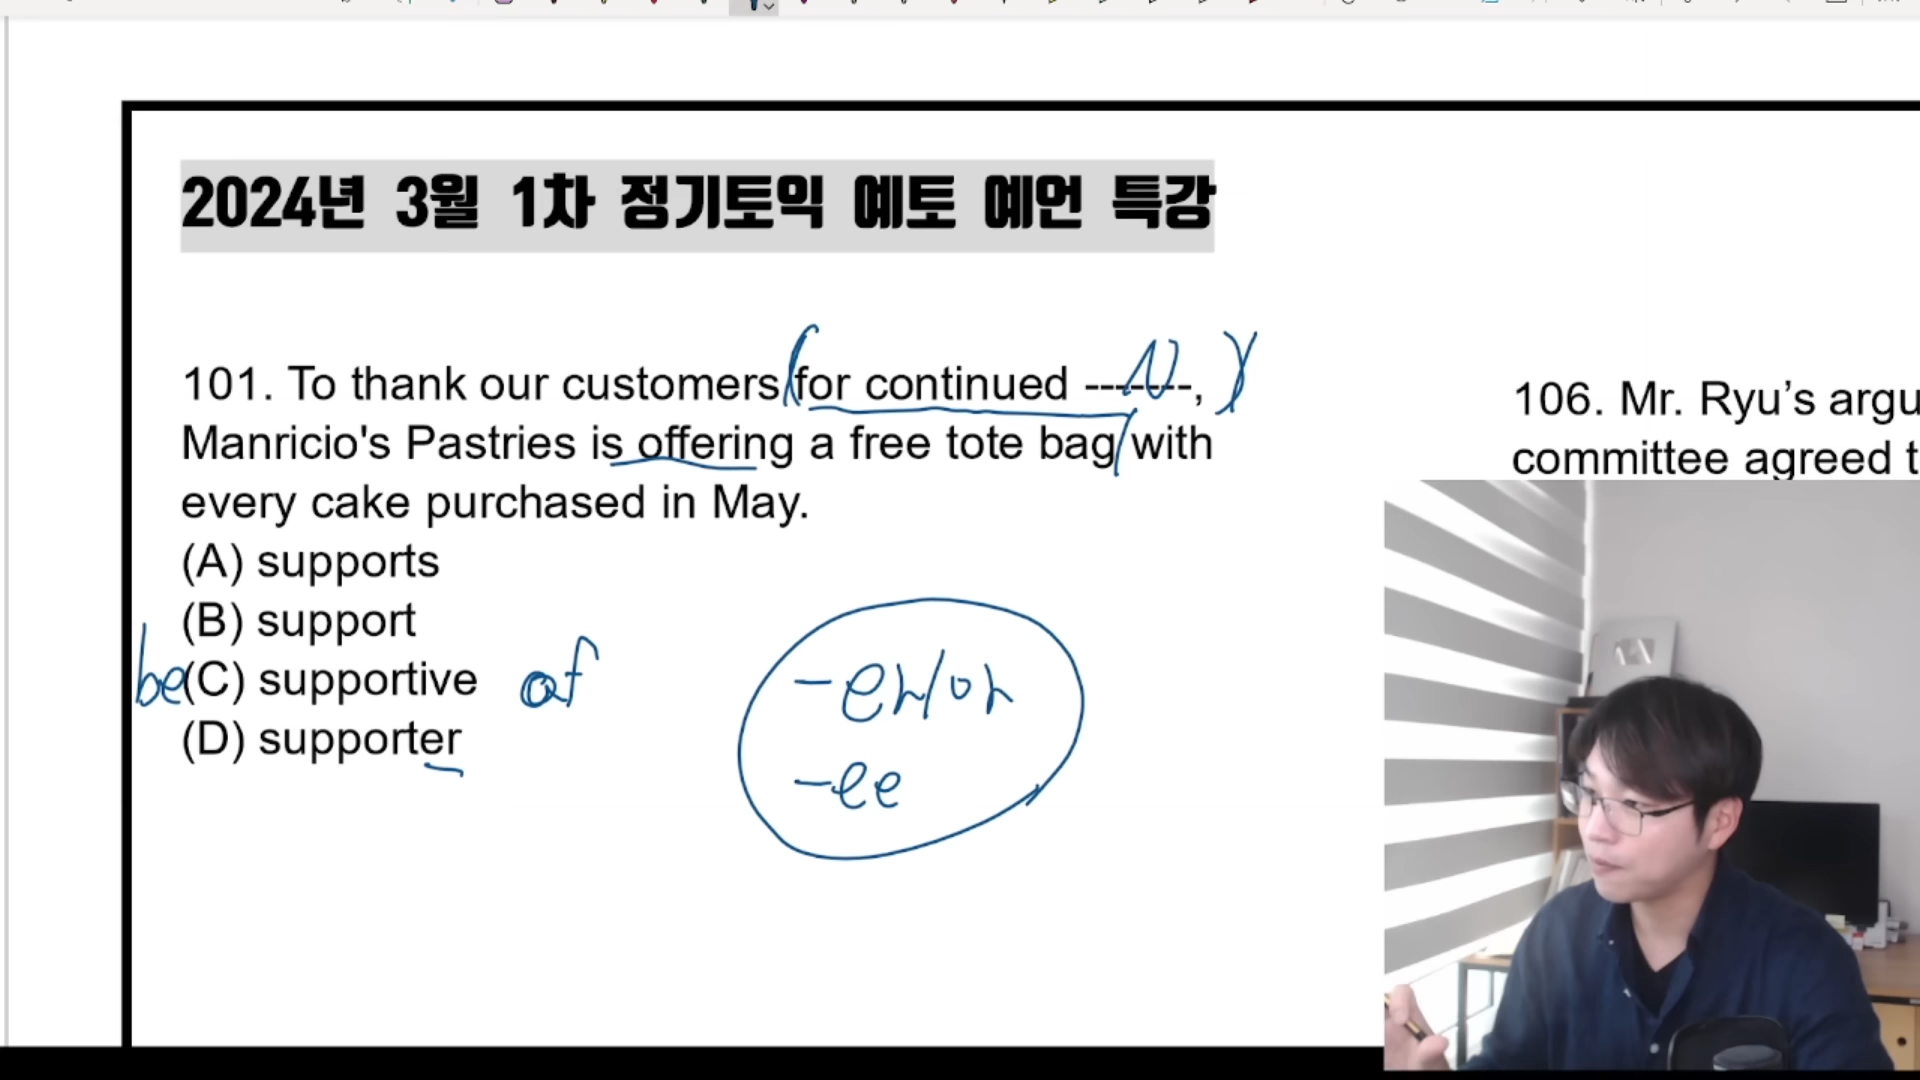 2024년 3월 1차 정기토익 예토 예언 특강
101. To thank our customers (for continued -------, )
N
Manricio's Pastries is offering a free tote bag / with
every cake purchased in May.
(A) supports
(B) support
be (C) supportive of
(D) supporter
-er/or
-ee
106. Mr. Ryu's argu
committee agreed t